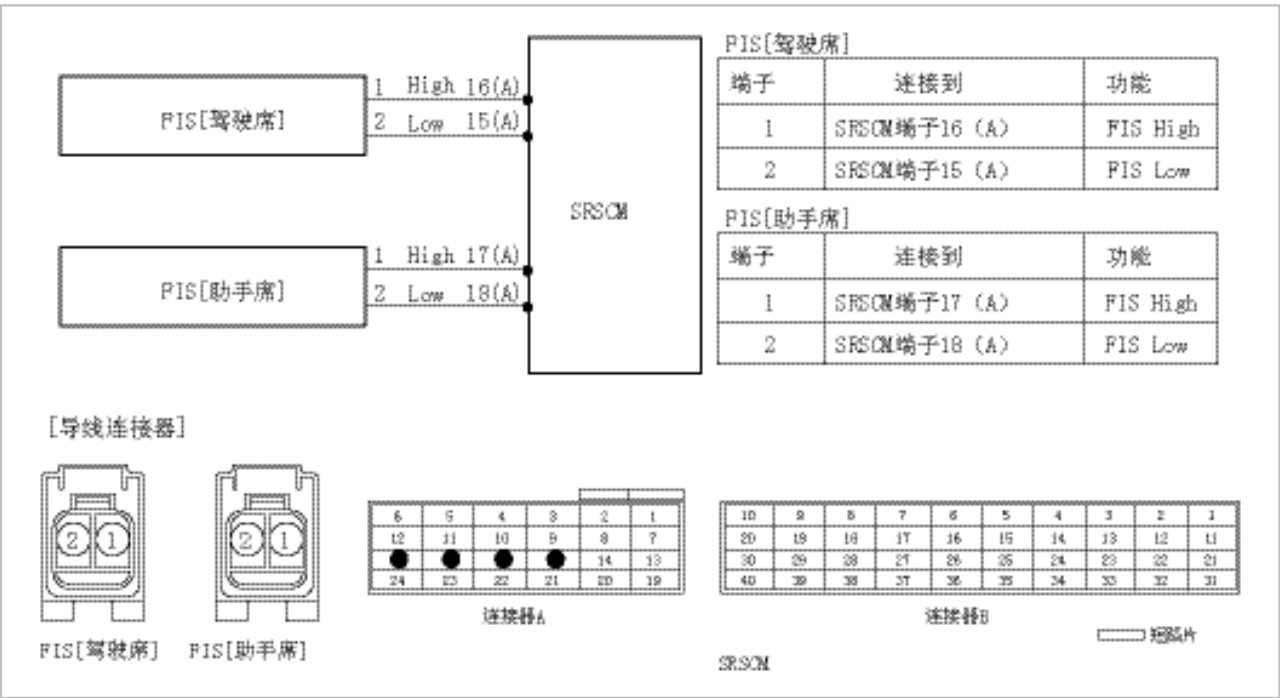 FIS[驾驶席]
1 High 16(A)
2 Low 15(A)
SRSCM
FIS[助手席]
1 High 17(A)
2 Low 18(A)
FIS[驾驶席]
端子 连接到 功能
1 SRSCM端子16 (A) FIS High
2 SRSCM端子15 (A) FIS Low
FIS[助手席]
端子 连接到 功能
1 SRSCM端子17 (A) FIS High
2 SRSCM端子18 (A) FIS Low
[导线连接器]
2 1
FIS[驾驶席]
2 1
FIS[助手席]
6 5 4 3 2 1
12 11 10 9 8 7
14 13
24 23 22 21 20 19
连接器A
10 9 8 7 6 5 4 3 2 1
20 19 18 17 16 15 14 13 12 11
30 29 28 27 26 25 24 23 22 21
40 39 38 37 36 35 34 33 32 31
连接器B
短路片
SRSCM